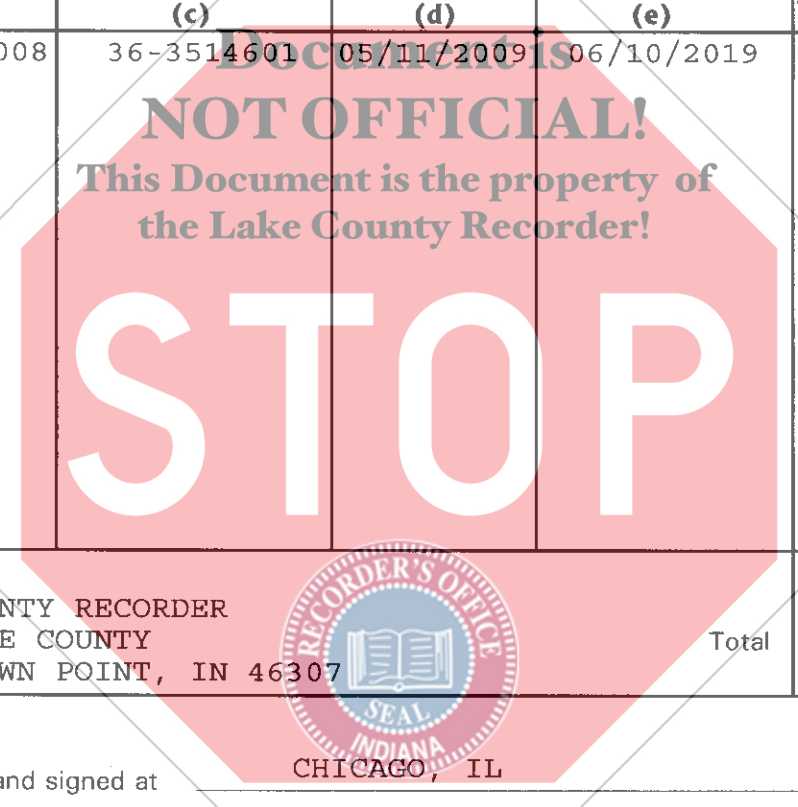 (c) (d) (e)
008 36-3514601 05/11/2009 06/10/2019
Document is
NOT OFFICIAL!
This Document is the property of
the Lake County Recorder!
STOP
NTY RECORDER
E COUNTY
WN POINT, IN 46307
Total
RECORDER'S OFFICE
SEAL
INDIANA
and signed at CHICAGO, IL